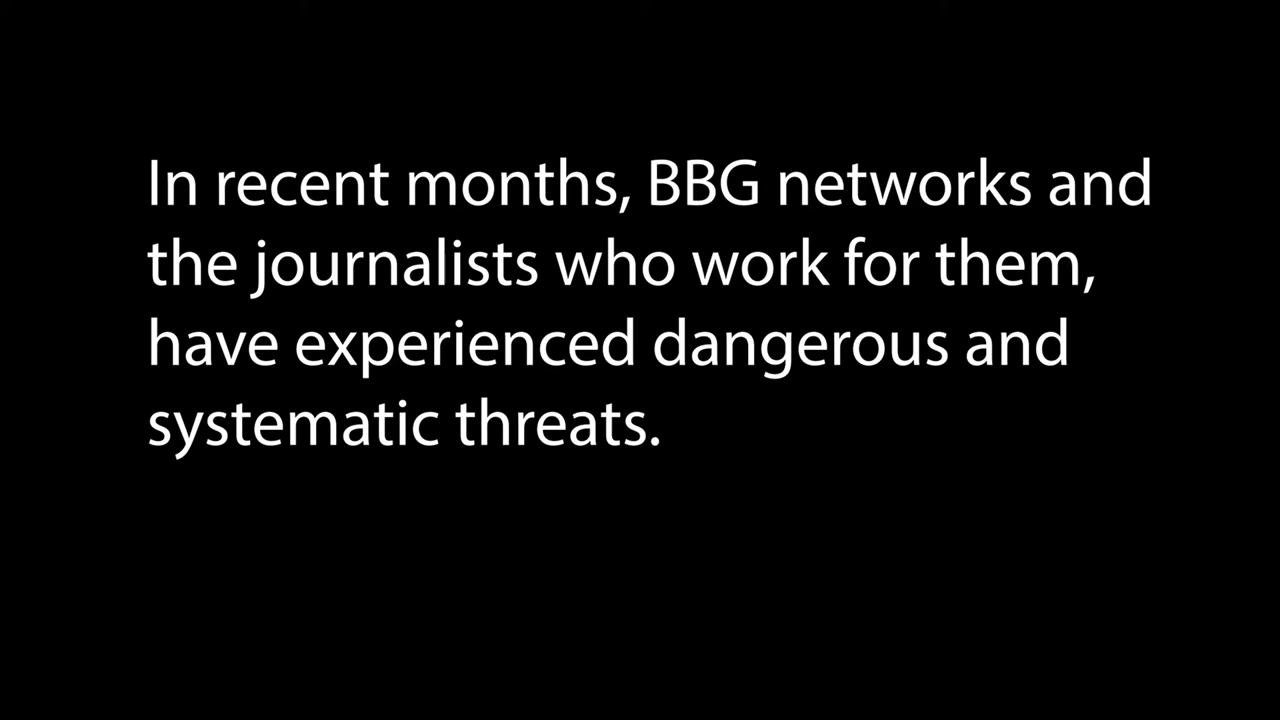 In recent months, BBG networks and
the journalists who work for them,
have experienced dangerous and
systematic threats.